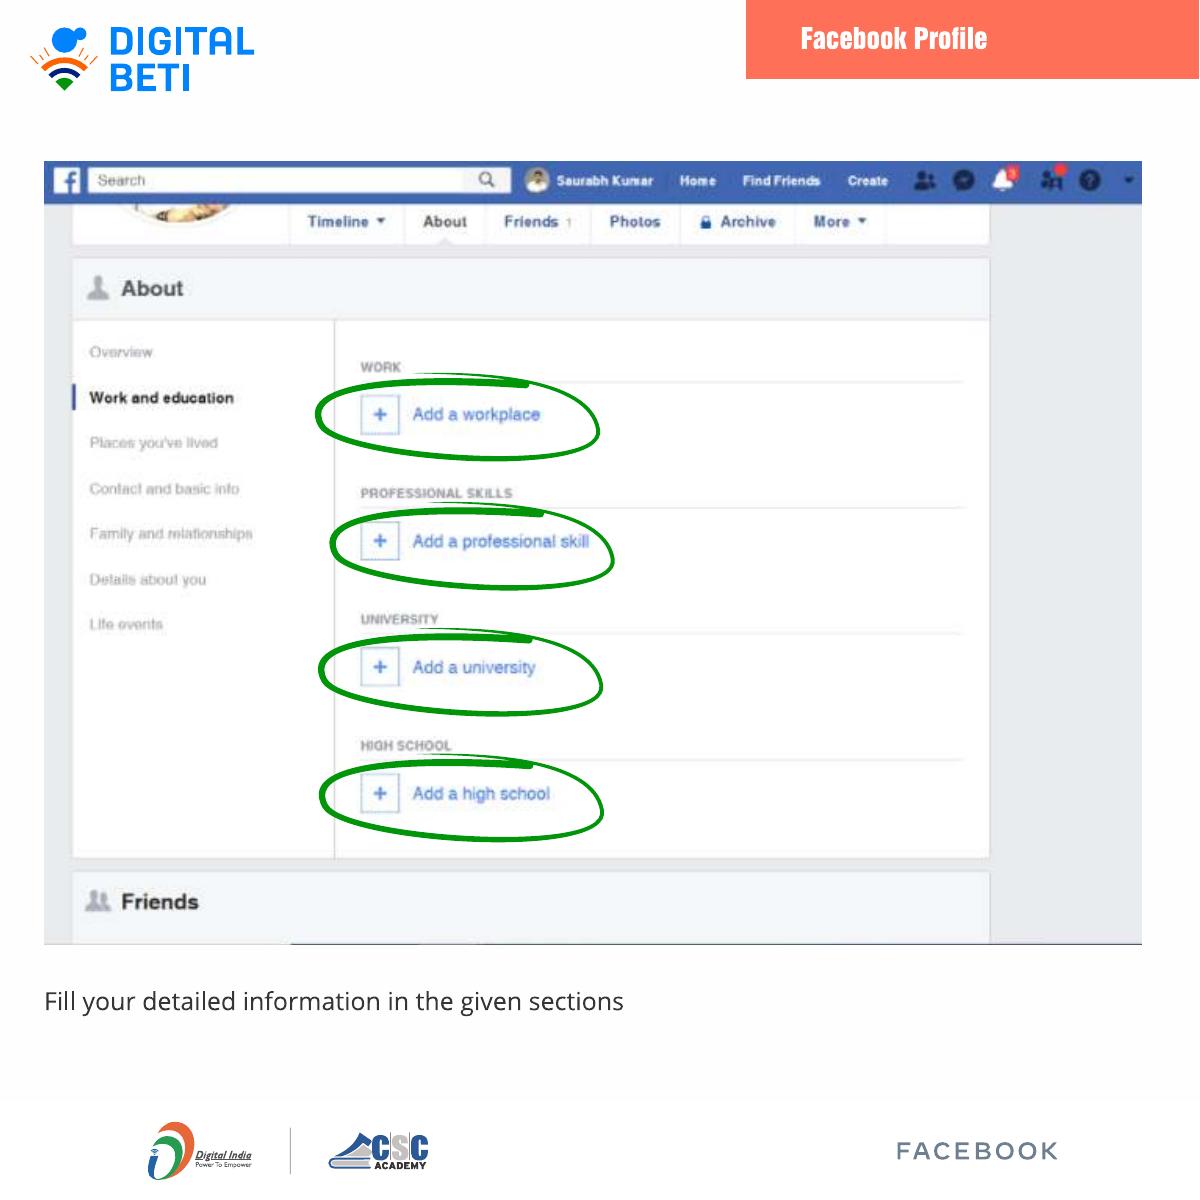 DIGITAL
BETI
Facebook Profile
Search
Saurabh Kumar
Home
Find Friends
Create
3
?
Timeline
About
Friends 1
Photos
Archive
More
About
Overview
Work and education
Places you've lived
Contact and basic info
Family and relationships
Details about you
Life events
WORK
+ Add a workplace
PROFESSIONAL SKILLS
+ Add a professional skill
UNIVERSITY
+ Add a university
HIGH SCHOOL
+ Add a high school
Friends
Fill your detailed information in the given sections
Digital India
Power To Empower
CSC
ACADEMY
FACEBOOK